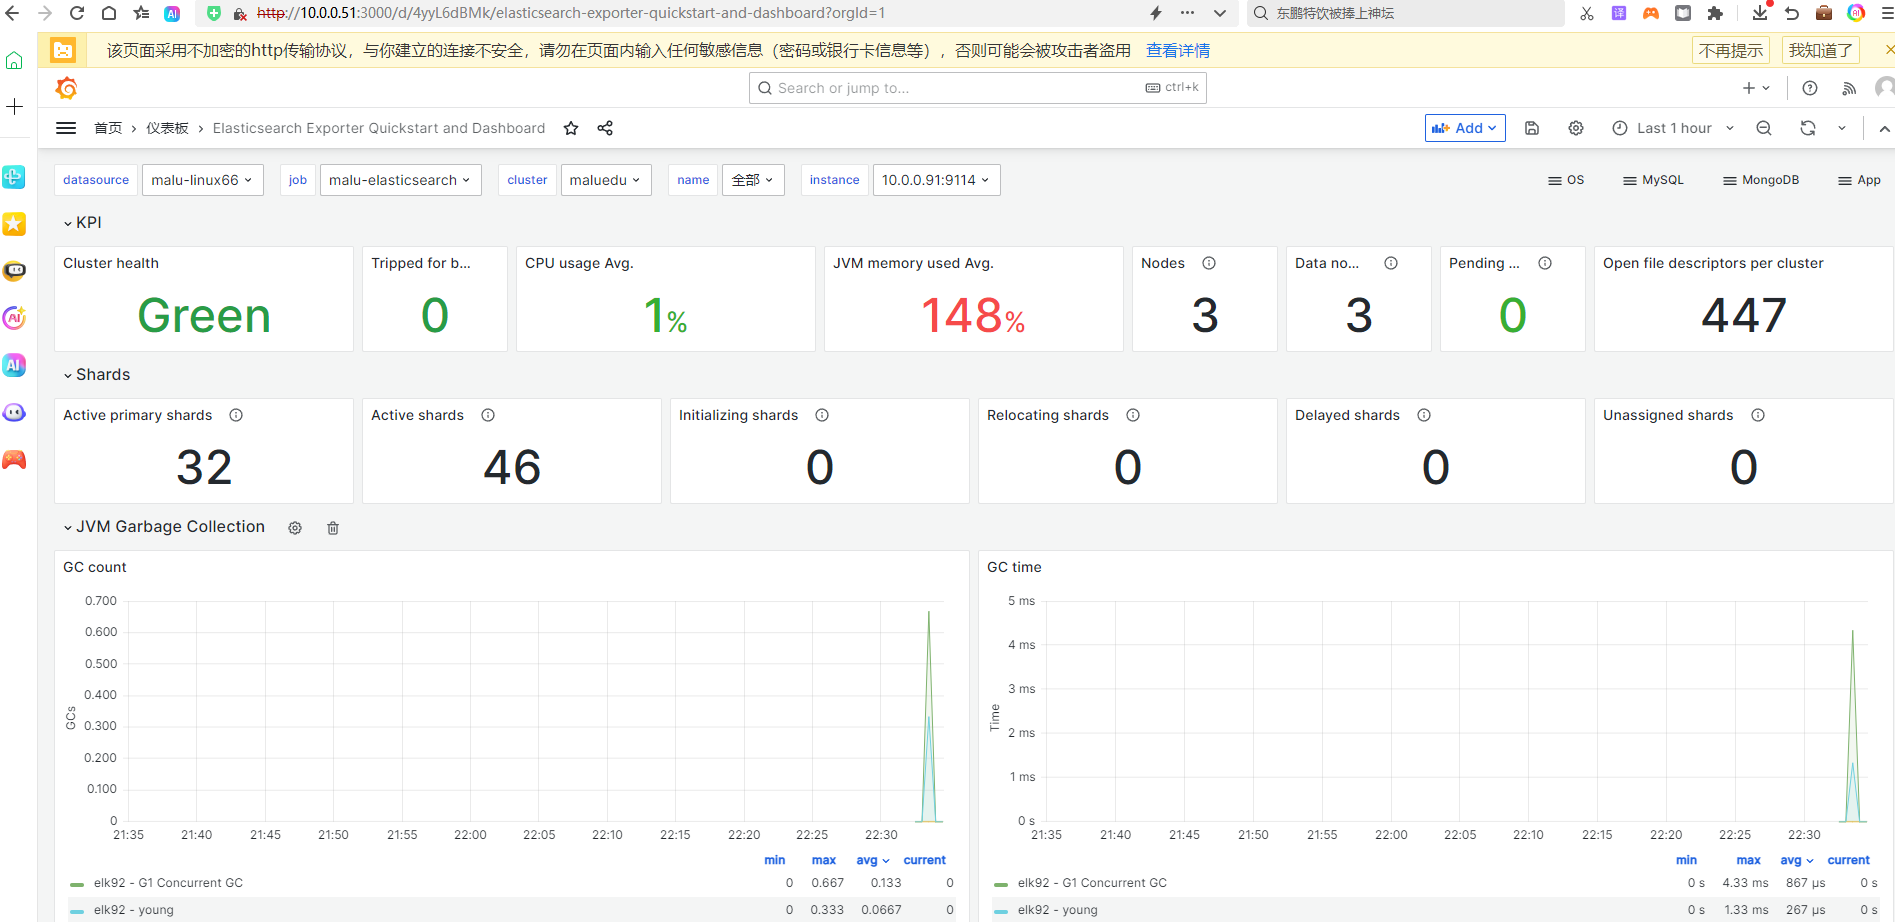 http://10.0.0.51:3000/d/4yyL6dBMk/elasticsearch-exporter-quickstart-and-dashboard?orgId=1
东鹏特饮被捧上神坛
该页面采用不加密的http传输协议，与你建立的连接不安全，请勿在页面内输入任何敏感信息（密码或银行卡信息等），否则可能会被攻击者盗用 查看详情 不再提示 我知道了
Search or jump to... ctrl+k
首页 › 仪表板 › Elasticsearch Exporter Quickstart and Dashboard
Add
Last 1 hour
datasource malu-linux66 job malu-elasticsearch cluster maluedu name 全部 instance 10.0.0.91:9114
OS MySQL MongoDB App
KPI
Cluster health Tripped for b... CPU usage Avg. JVM memory used Avg. Nodes Data no... Pending ... Open file descriptors per cluster
Green 0 1% 148% 3 3 0 447
Shards
Active primary shards Active shards Initializing shards Relocating shards Delayed shards Unassigned shards
32 46 0 0 0 0
JVM Garbage Collection
GC count
0.700
0.600
0.500
0.400
0.300
0.200
0.100
0
GCs
21:35 21:40 21:45 21:50 21:55 22:00 22:05 22:10 22:15 22:20 22:25 22:30
min max avg current
elk92 - G1 Concurrent GC 0 0.667 0.133 0
elk92 - young 0 0.333 0.0667 0
GC time
5 ms
4 ms
3 ms
2 ms
1 ms
0 s
Time
21:35 21:40 21:45 21:50 21:55 22:00 22:05 22:10 22:15 22:20 22:25 22:30
min max avg current
elk92 - G1 Concurrent GC 0 s 4.33 ms 867 µs 0 s
elk92 - young 0 s 1.33 ms 267 µs 0 s
AI
译
AI
AI
AI